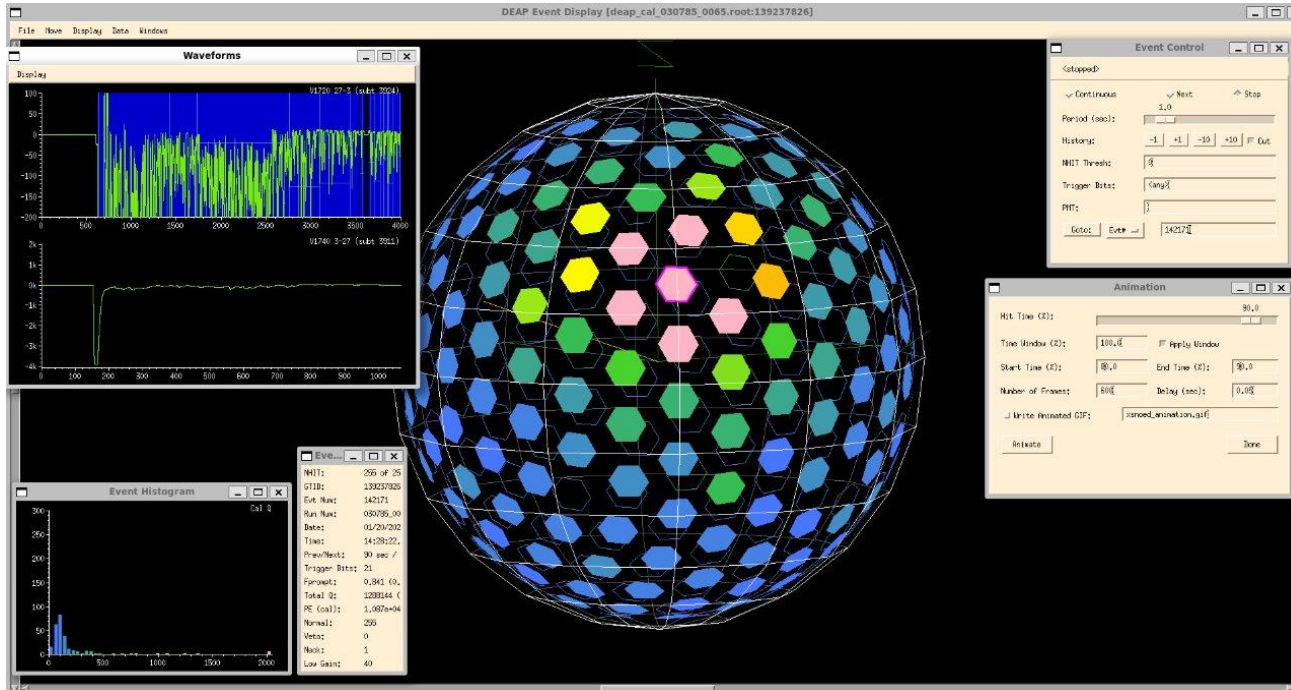 DEAP Event Display [deap_cal_030785_0065.root:139237826]
File Move Display Data Windows
Waveforms
Display
V1720 27-3 (subt 3924)
100
50
0
-50
-100
-150
-200
0 500 1000 1500 2000 2500 3000 3500 4000
V1740 3-27 (subt 3911)
2k
1k
0k
-1k
-2k
-3k
-4k
0 100 200 300 400 500 600 700 800 900 1000
Event Control
<stopped>
Continuous Next Stop
1.0
Period (sec):
History: -1 +1 -10 +10 Cut
NHIT Thresh: 0
Trigger Bits: <any>
PMT:
Goto: Evt# 142171
Animation
90.0
Hit Time (%):
Time Window (%): 100.0 Apply Window
Start Time (%): 90.0 End Time (%): 90.0
Number of Frames: 600 Delay (sec): 0.05
Write Animated GIF: xsnoed_animation.gif
Animate Done
Event Histogram
Cal Q
300
250
200
150
100
50
0
0 500 1000 1500 2000
Eve...
NHIT: 255 of 25
GTID: 139237826
Evt Num: 142171
Run Num: 030785_00
Date: 01/20/202
Time: 14:28:22.
Prev/Next: 90 sec /
Trigger Bits: 21
Fprompt: 0.841 (0.
Total Q: 1288144 (
PE (cal): 1.087e+04
Normal: 255
Veto: 0
Neck: 1
Low Gain: 40